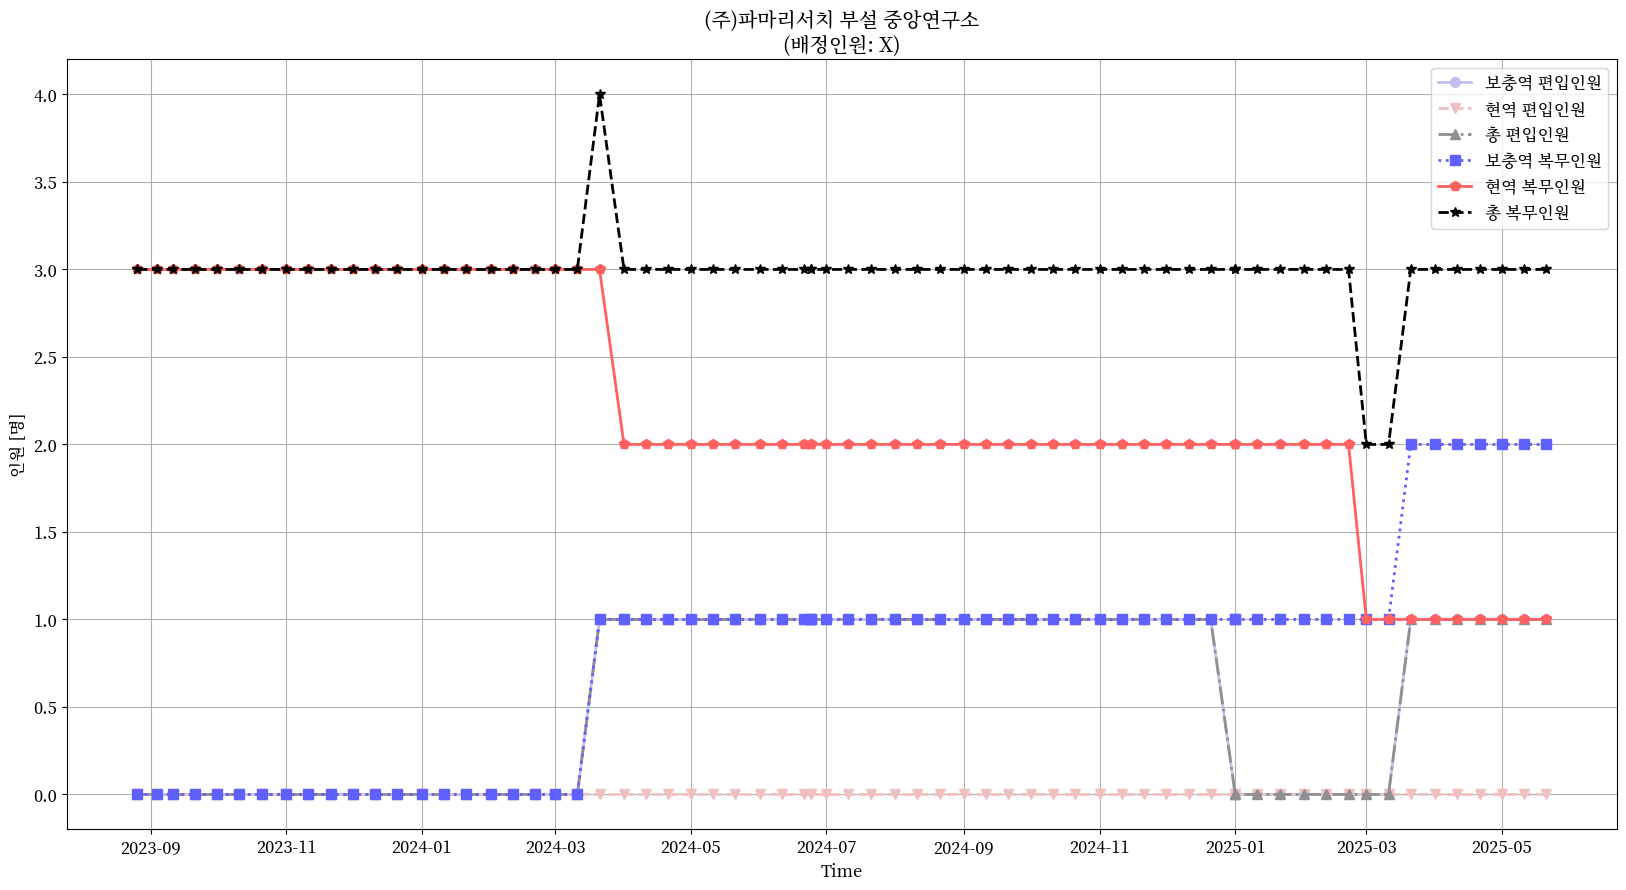 (주)파마리서치 부설 중앙연구소
(배정인원: X)
보충역 편입인원
현역 편입인원
총 편입인원
보충역 복무인원
현역 복무인원
총 복무인원
인원 [명]
4.0
3.5
3.0
2.5
2.0
1.5
1.0
0.5
0.0
2023-09 2023-11 2024-01 2024-03 2024-05 2024-07 2024-09 2024-11 2025-01 2025-03 2025-05
Time